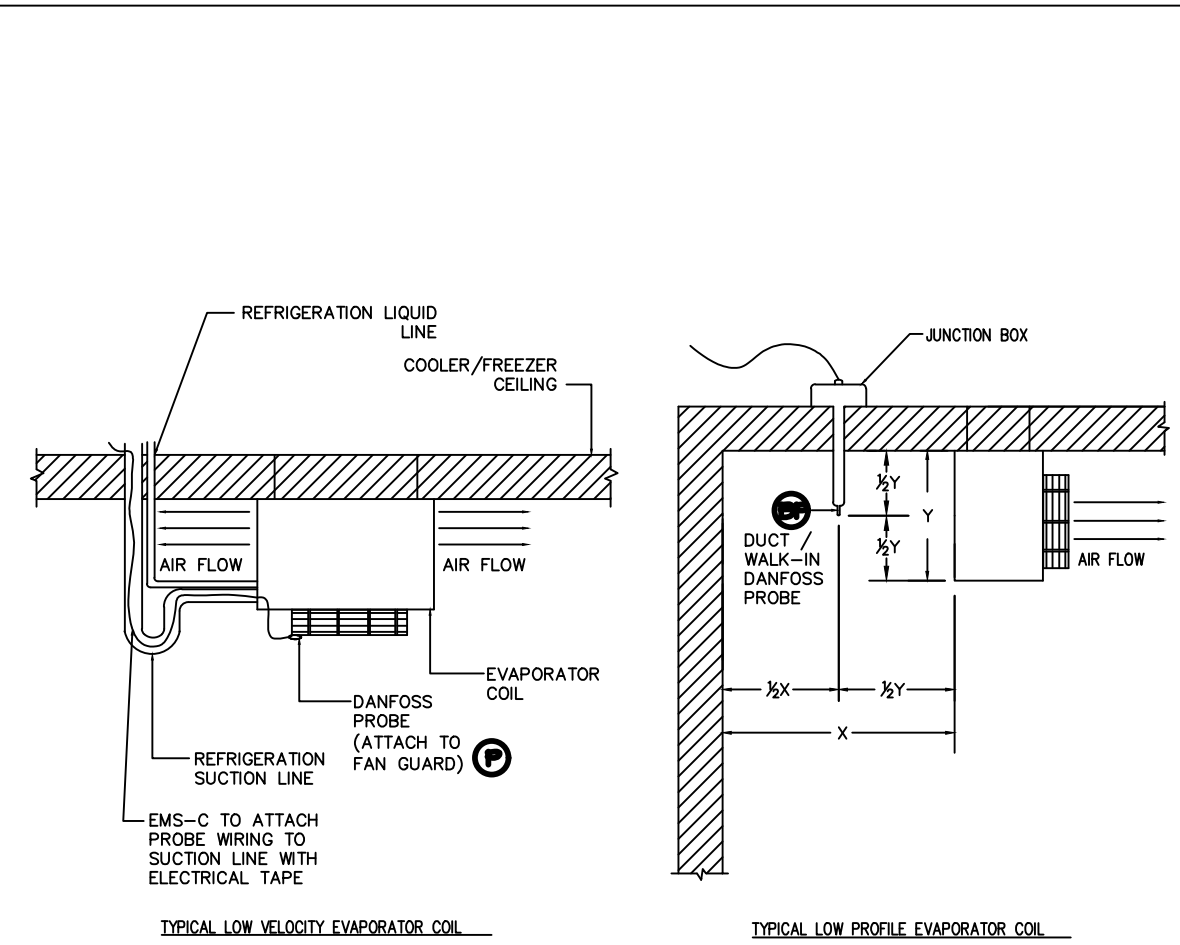 REFRIGERATION LIQUID
LINE
COOLER/FREEZER
CEILING
AIR FLOW
AIR FLOW
EVAPORATOR
COIL
DANFOSS
PROBE
(ATTACH TO
FAN GUARD)
P
REFRIGERATION
SUCTION LINE
EMS-C TO ATTACH
PROBE WIRING TO
SUCTION LINE WITH
ELECTRICAL TAPE
TYPICAL LOW VELOCITY EVAPORATOR COIL
JUNCTION BOX
½Y
Y
½Y
DUCT /
WALK-IN
DANFOSS
PROBE
AIR FLOW
½X
½Y
X
TYPICAL LOW PROFILE EVAPORATOR COIL